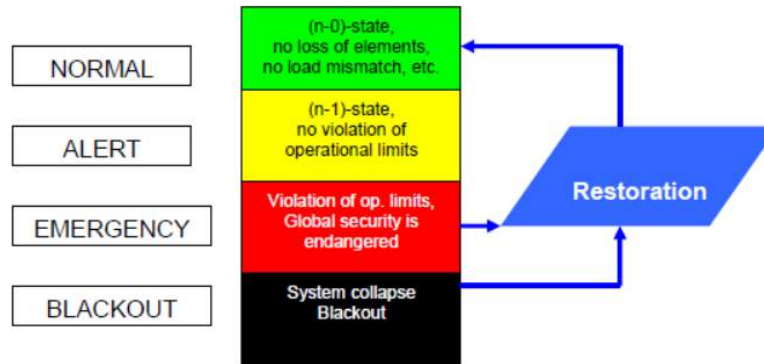 NORMAL
(n-0)-state,
no loss of elements,
no load mismatch, etc.
ALERT
(n-1)-state,
no violation of
operational limits
EMERGENCY
Violation of op. limits,
Global security is
endangered
BLACKOUT
System collapse
Blackout
Restoration